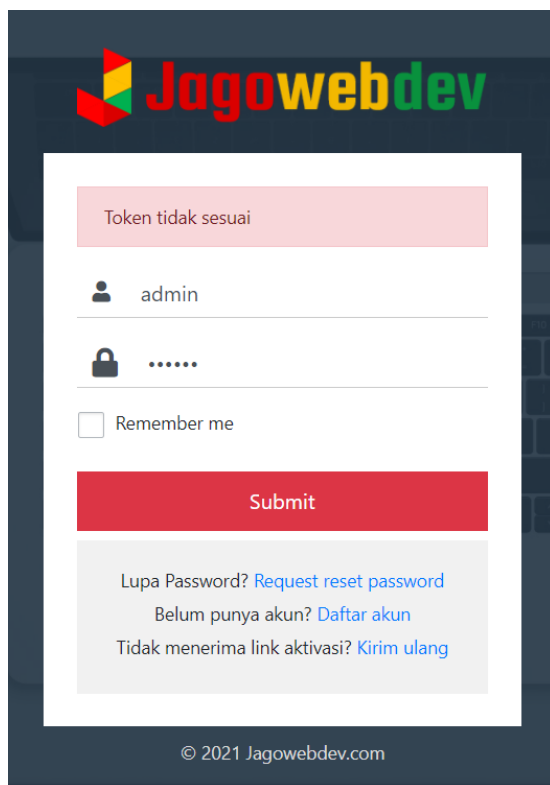 Jagowebdev
Token tidak sesuai
admin
••••••
Remember me
Submit
Lupa Password? Request reset password
Belum punya akun? Daftar akun
Tidak menerima link aktivasi? Kirim ulang
© 2021 Jagowebdev.com